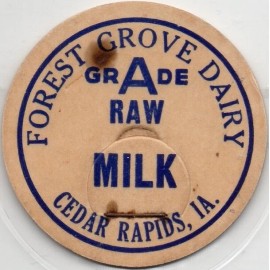 FOREST GROVE DAIRY
GRADE A
RAW
MILK
CEDAR RAPIDS, IA.